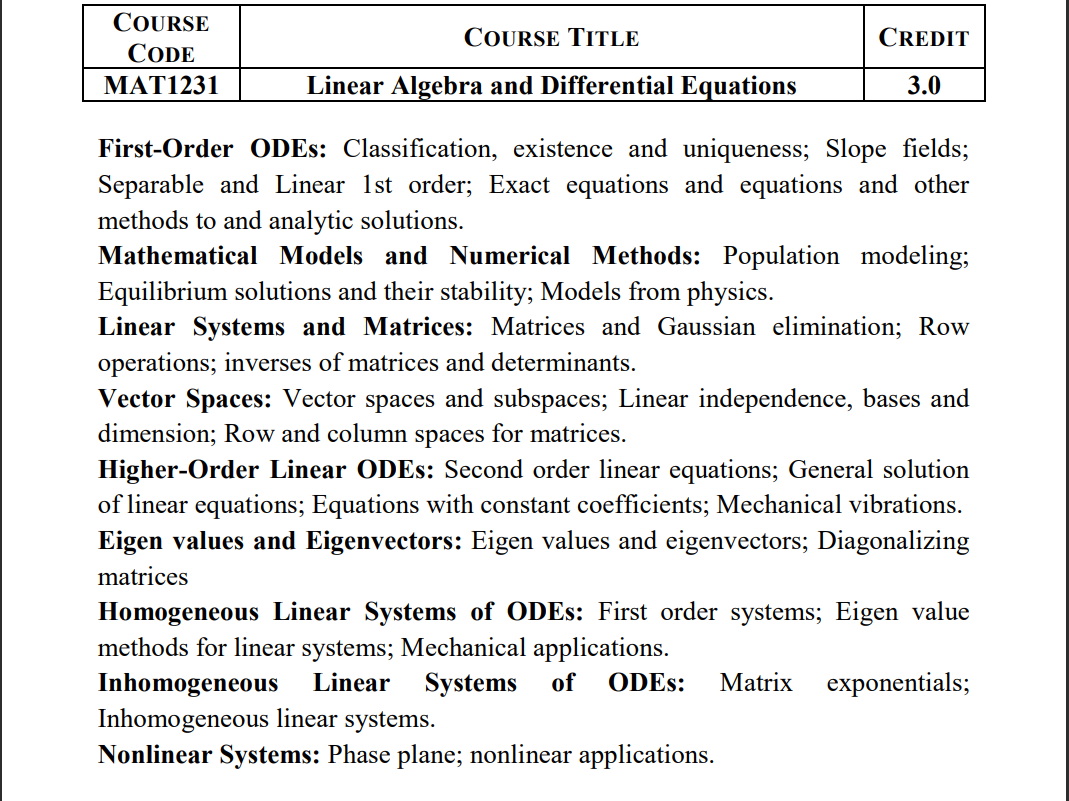 COURSE CODE COURSE TITLE CREDIT
MAT1231 Linear Algebra and Differential Equations 3.0
First-Order ODEs: Classification, existence and uniqueness; Slope fields;
Separable and Linear 1st order; Exact equations and equations and other
methods to and analytic solutions.
Mathematical Models and Numerical Methods: Population modeling;
Equilibrium solutions and their stability; Models from physics.
Linear Systems and Matrices: Matrices and Gaussian elimination; Row
operations; inverses of matrices and determinants.
Vector Spaces: Vector spaces and subspaces; Linear independence, bases and
dimension; Row and column spaces for matrices.
Higher-Order Linear ODEs: Second order linear equations; General solution
of linear equations; Equations with constant coefficients; Mechanical vibrations.
Eigen values and Eigenvectors: Eigen values and eigenvectors; Diagonalizing
matrices
Homogeneous Linear Systems of ODEs: First order systems; Eigen value
methods for linear systems; Mechanical applications.
Inhomogeneous Linear Systems of ODEs: Matrix exponentials;
Inhomogeneous linear systems.
Nonlinear Systems: Phase plane; nonlinear applications.